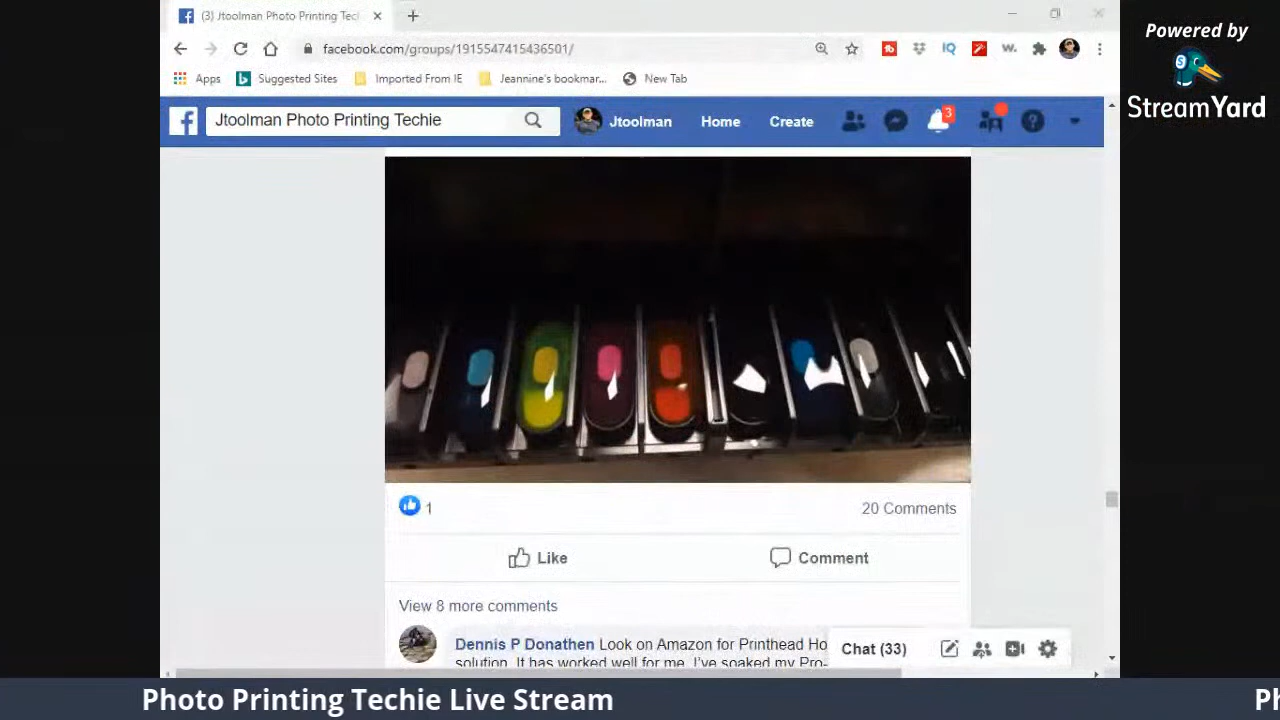 (3) Jtoolman Photo Printing Tec
Powered by
StreamYard
facebook.com/groups/1915547415436501/
IQ
w.
Apps
Suggested Sites
Imported From IE
Jeannine's bookmar...
New Tab
Jtoolman Photo Printing Techie
Jtoolman
Home
Create
3
1
20 Comments
Like
Comment
View 8 more comments
Dennis P Donathen Look on Amazon for Printhead Ho
solution. It has worked well for me. I've soaked my Pro-
Chat (33)
Photo Printing Techie Live Stream
Ph